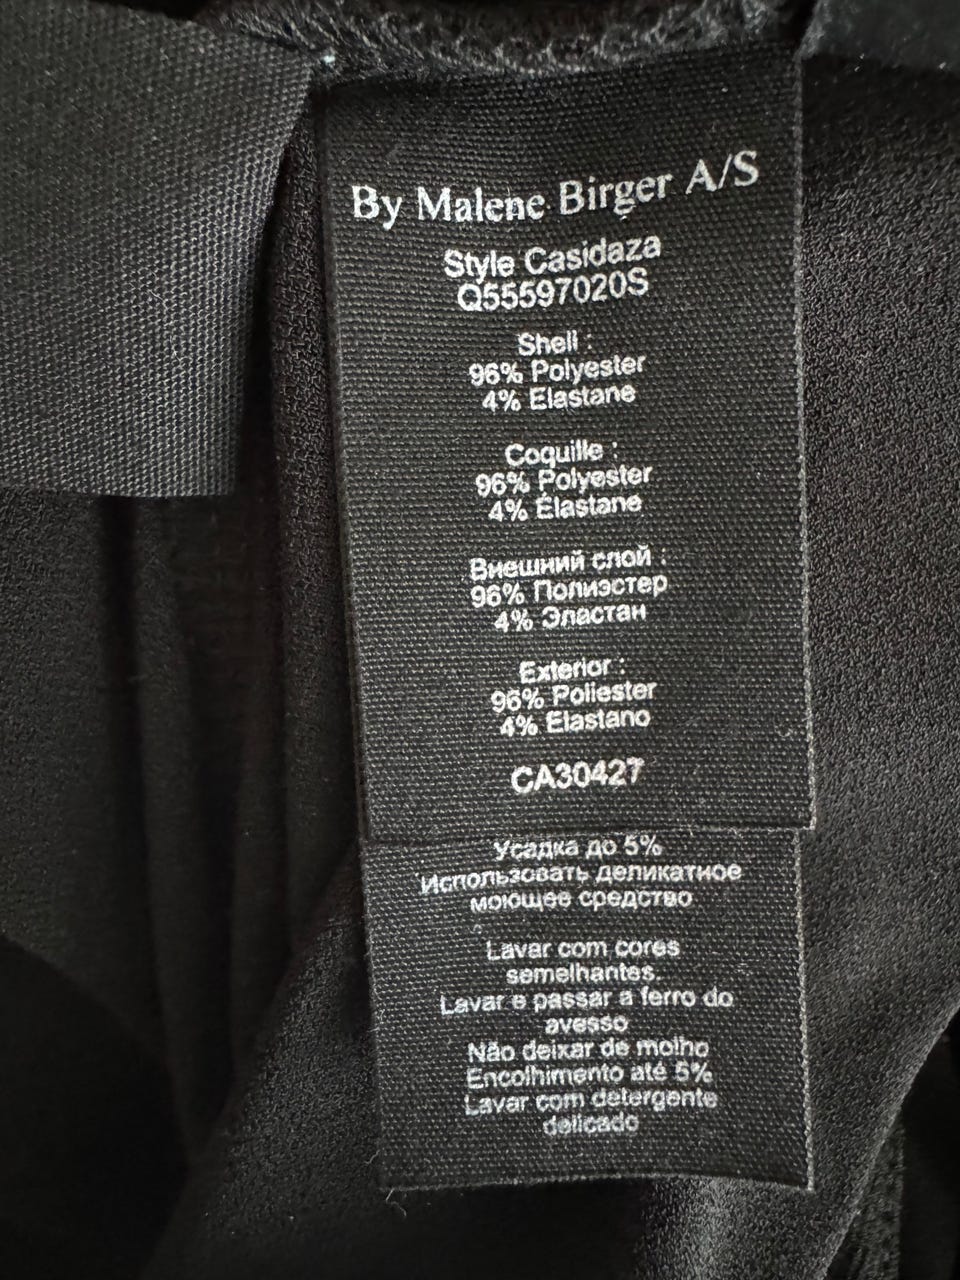 By Malene Birger A/S
Style Casidaza
Q55597020S
Shell :
96% Polyester
4% Elastane
Coquille :
96% Polyester
4% Élastane
Внешний слой :
96% Полиэстер
4% Эластан
Exterior :
96% Poliester
4% Elastano
CA30427
Усадка до 5%
Использовать деликатное
моющее средство
Lavar com cores
semelhantes.
Lavar e passar a ferro do
avesso
Não deixar de molho
Encolhimento até 5%
Lavar com detergente
delicado